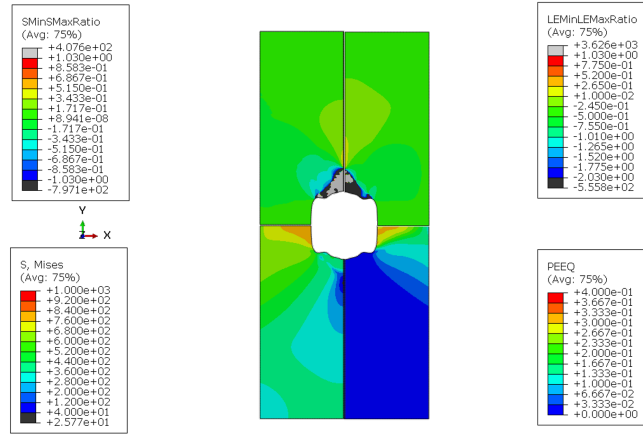 SMinSMaxRatio
(Avg: 75%)
+4.076e+02
+1.030e+00
+8.583e-01
+6.867e-01
+5.150e-01
+3.433e-01
+1.717e-01
+8.941e-08
-1.717e-01
-3.433e-01
-5.150e-01
-6.867e-01
-8.583e-01
-1.030e+00
-7.971e+02
LEMinLEMaxRatio
(Avg: 75%)
+3.626e+03
+1.030e+00
+7.750e-01
+5.200e-01
+2.650e-01
+1.000e-02
-2.450e-01
-5.000e-01
-7.550e-01
-1.010e+00
-1.265e+00
-1.520e+00
-1.775e+00
-2.030e+00
-5.558e+02
Y
Z
X
S, Mises
(Avg: 75%)
+1.000e+03
+9.200e+02
+8.400e+02
+7.600e+02
+6.800e+02
+6.000e+02
+5.200e+02
+4.400e+02
+3.600e+02
+2.800e+02
+2.000e+02
+1.200e+02
+4.000e+01
+2.577e+01
PEEQ
(Avg: 75%)
+4.000e-01
+3.667e-01
+3.333e-01
+3.000e-01
+2.667e-01
+2.333e-01
+2.000e-01
+1.667e-01
+1.333e-01
+1.000e-01
+6.667e-02
+3.333e-02
+0.000e+00